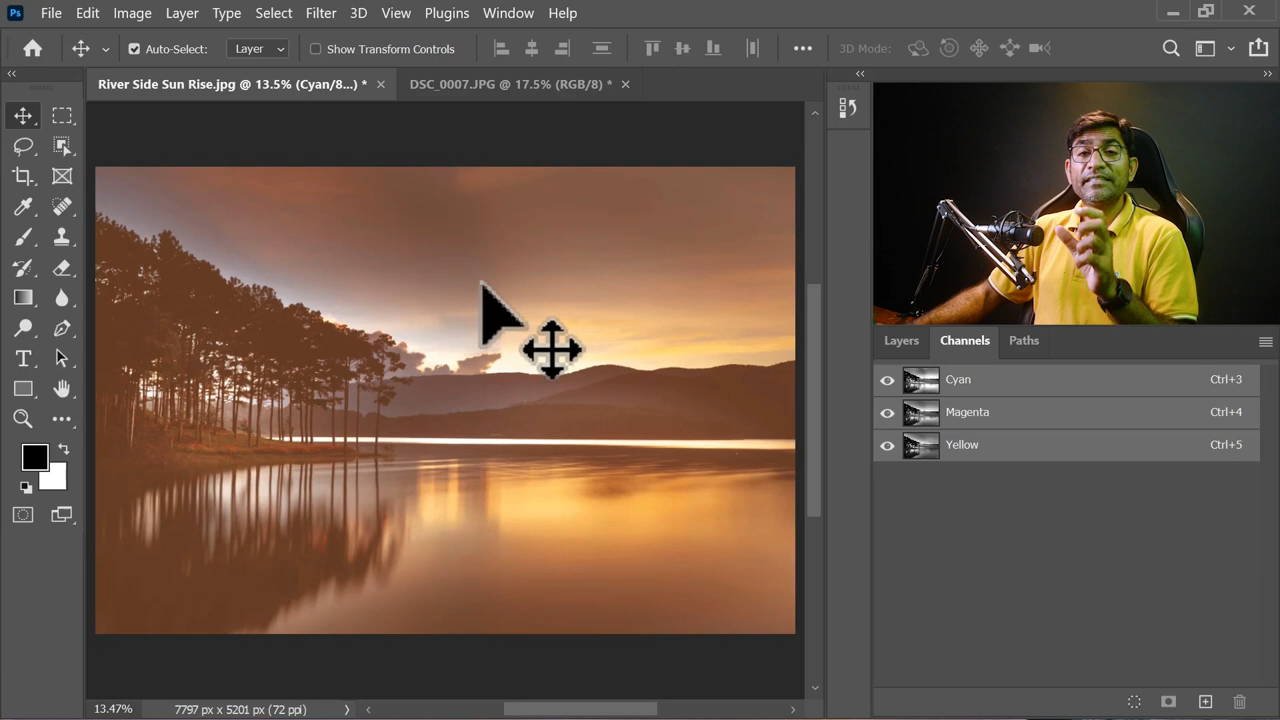 Ps File Edit Image Layer Type Select Filter 3D View Plugins Window Help
Auto-Select: Layer Show Transform Controls 3D Mode:
River Side Sun Rise.jpg @ 13.5% (Cyan/8...) * DSC_0007.JPG @ 17.5% (RGB/8) *
Layers Channels Paths
Cyan Ctrl+3
Magenta Ctrl+4
Yellow Ctrl+5
13.47% 7797 px x 5201 px (72 ppi)